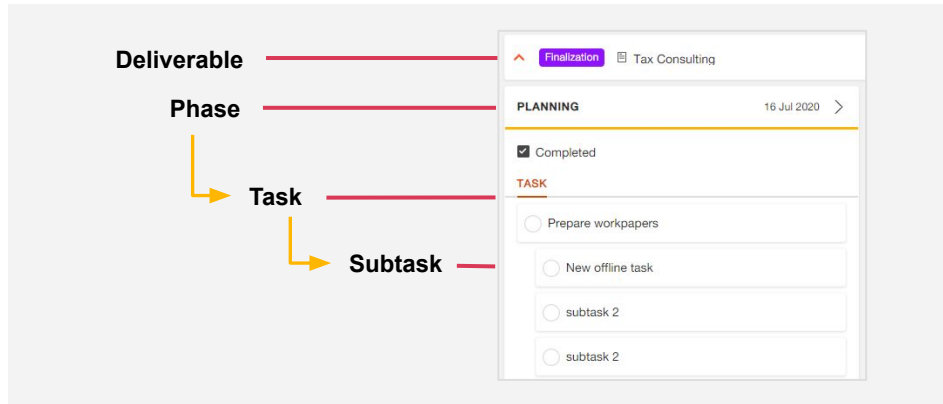 Deliverable
Finalization Tax Consulting
Phase
PLANNING 16 Jul 2020
Completed
Task
TASK
Prepare workpapers
Subtask
New offline task
subtask 2
subtask 2